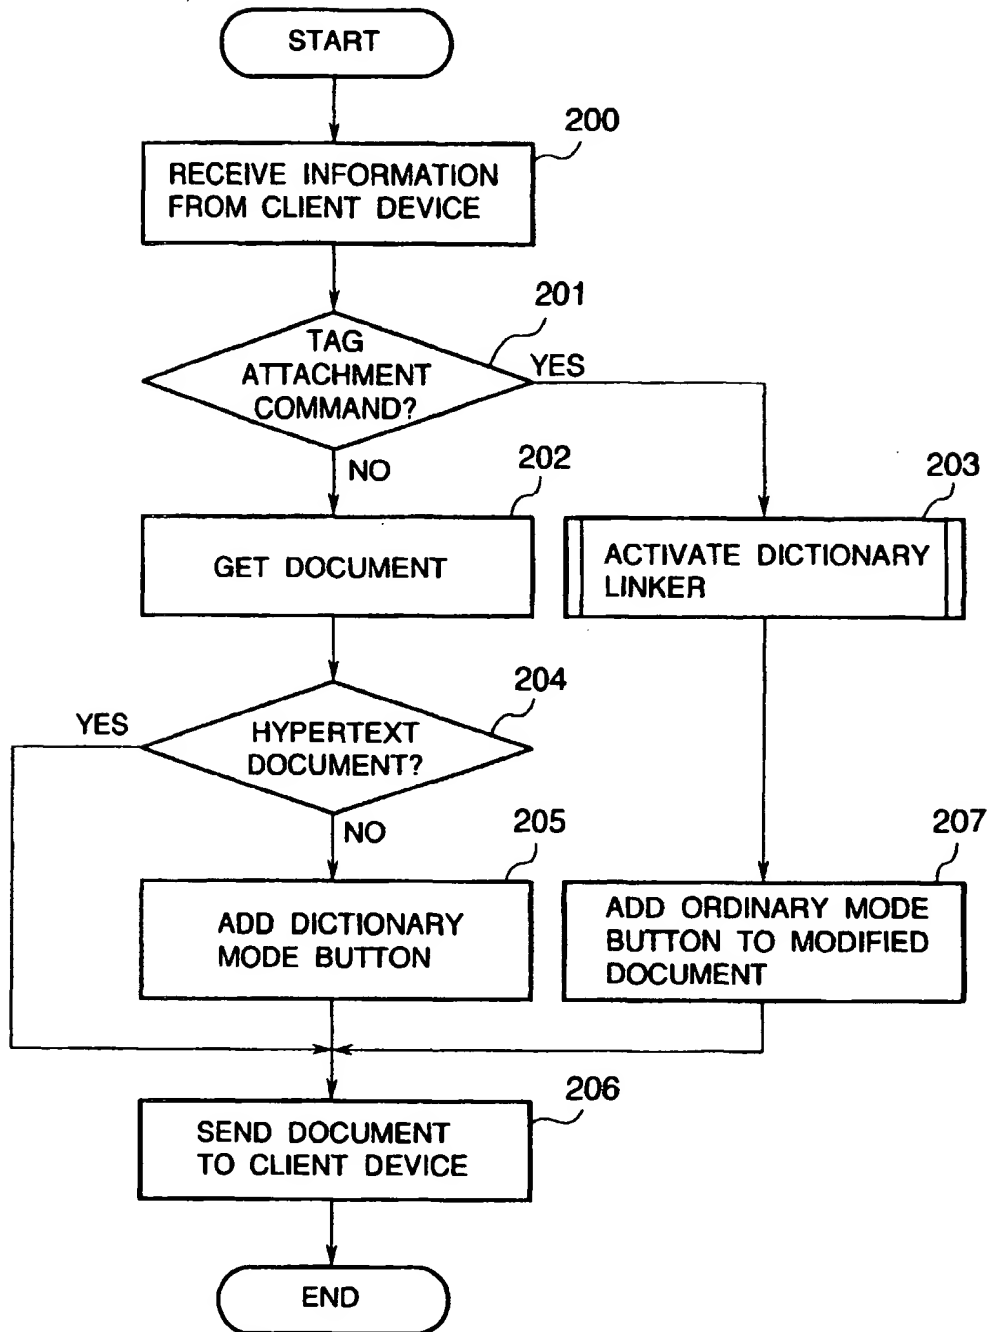 START
200
RECEIVE INFORMATION
FROM CLIENT DEVICE
201
TAG
ATTACHMENT
COMMAND?
YES
NO
202
GET DOCUMENT
203
ACTIVATE DICTIONARY
LINKER
204
YES
HYPERTEXT
DOCUMENT?
NO
205
ADD DICTIONARY
MODE BUTTON
207
ADD ORDINARY MODE
BUTTON TO MODIFIED
DOCUMENT
206
SEND DOCUMENT
TO CLIENT DEVICE
END